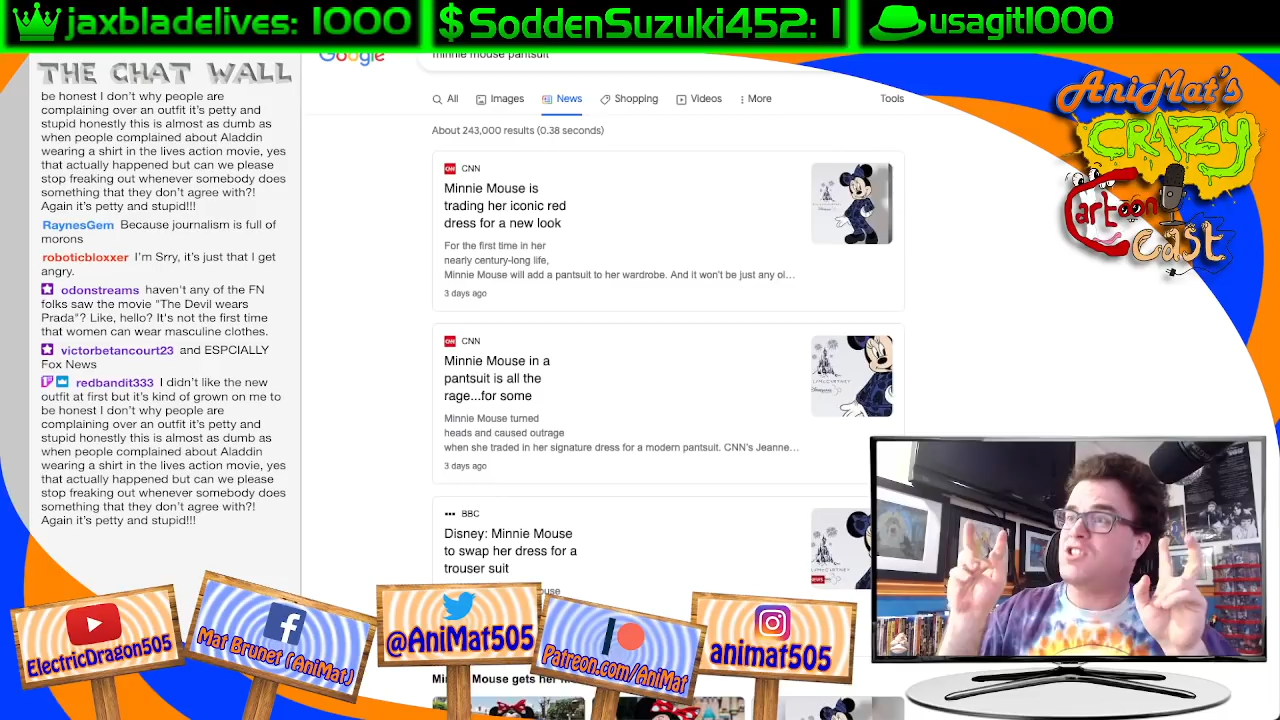 jaxbladelives: 1000
$ SoddenSuzuki452: 1
usagit1000
THE CHAT WALL
be honest I don't why people are
complaining over an outfit it's petty and
stupid honestly this is almost as dumb as
when people complained about Aladdin
wearing a shirt in the lives action movie, yes
that actually happened but can we please
stop freaking out whenever somebody does
something that they don't agree with?!
Again it's petty and stupid!!!
RaynesGem Because journalism is full of
morons
roboticbloxxer I'm Srry, it's just that I get
angry.
odonstreams haven't any of the FN
folks saw the movie "The Devil wears
Prada"? Like, hello? It's not the first time
that women can wear masculine clothes.
victorbetancourt23 and ESPCIALLY
Fox News
redbandit333 I didn't like the new
outfit at first but it's kind of grown on me to
be honest I don't why people are
complaining over an outfit it's petty and
stupid honestly this is almost as dumb as
when people complained about Aladdin
wearing a shirt in the lives action movie, yes
that actually happened but can we please
stop freaking out whenever somebody does
something that they don't agree with?!
Again it's petty and stupid!!!
Google
minnie mouse pantsuit
All Images News Shopping Videos More Tools
About 243,000 results (0.38 seconds)
CNN
Minnie Mouse is
trading her iconic red
dress for a new look
For the first time in her
nearly century-long life,
Minnie Mouse will add a pantsuit to her wardrobe. And it won't be just any ol...
3 days ago
CNN
Minnie Mouse in a
pantsuit is all the
rage...for some
Minnie Mouse turned
heads and caused outrage
when she traded in her signature dress for a modern pantsuit. CNN's Jeanne...
3 days ago
BBC
Disney: Minnie Mouse
to swap her dress for a
trouser suit
AniMat's
CRAZY
Cartoon
Cast
ElectricDragon505
Mat Brunet (AniMat)
@AniMat505
Patreon.com/AniMat
animat505